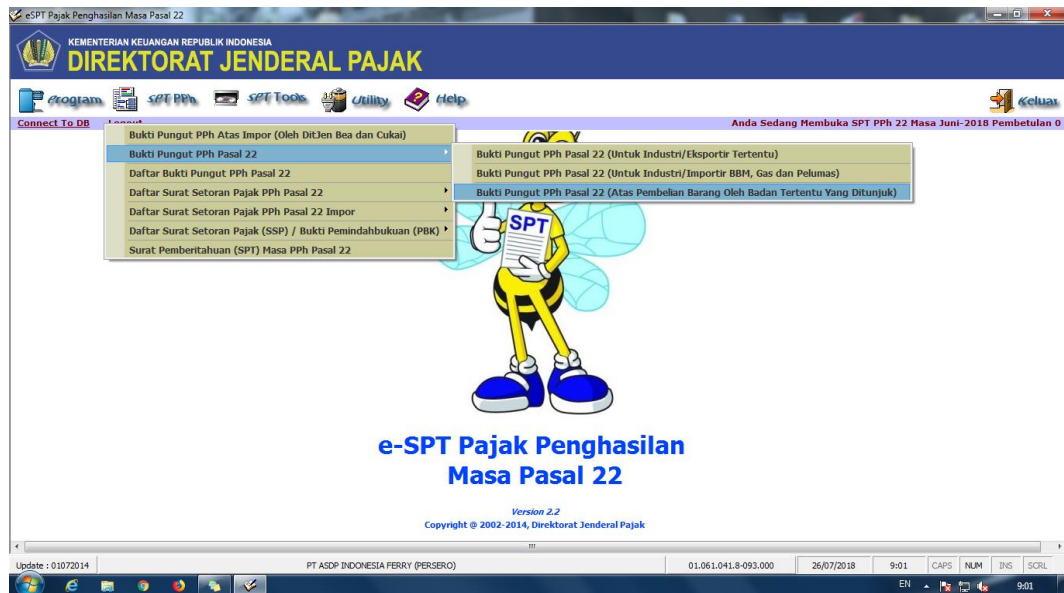 eSPT Pajak Penghasilan Masa Pasal 22
KEMENTERIAN KEUANGAN REPUBLIK INDONESIA
DIREKTORAT JENDERAL PAJAK
Program SPT PPh SPT Tools Utility Help Keluar
Connect To DB Logout Anda Sedang Membuka SPT PPh 22 Masa Juni-2018 Pembetulan 0
Bukti Pungut PPh Atas Impor (Oleh DitJen Bea dan Cukai)
Bukti Pungut PPh Pasal 22
Daftar Bukti Pungut PPh Pasal 22
Daftar Surat Setoran Pajak PPh Pasal 22
Daftar Surat Setoran Pajak PPh Pasal 22 Impor
Daftar Surat Setoran Pajak (SSP) / Bukti Pemindahbukuan (PBK)
Surat Pemberitahuan (SPT) Masa PPh Pasal 22
Bukti Pungut PPh Pasal 22 (Untuk Industri/Eksportir Tertentu)
Bukti Pungut PPh Pasal 22 (Untuk Industri/Importir BBM, Gas dan Pelumas)
Bukti Pungut PPh Pasal 22 (Atas Pembelian Barang Oleh Badan Tertentu Yang Ditunjuk)
SPT
e-SPT Pajak Penghasilan
Masa Pasal 22
Version 2.2
Copyright @ 2002-2014, Direktorat Jenderal Pajak
Update : 01072014 PT ASDP INDONESIA FERRY (PERSERO) 01.061.041.8-093.000 26/07/2018 9:01 CAPS NUM INS SCRL
EN 9:01